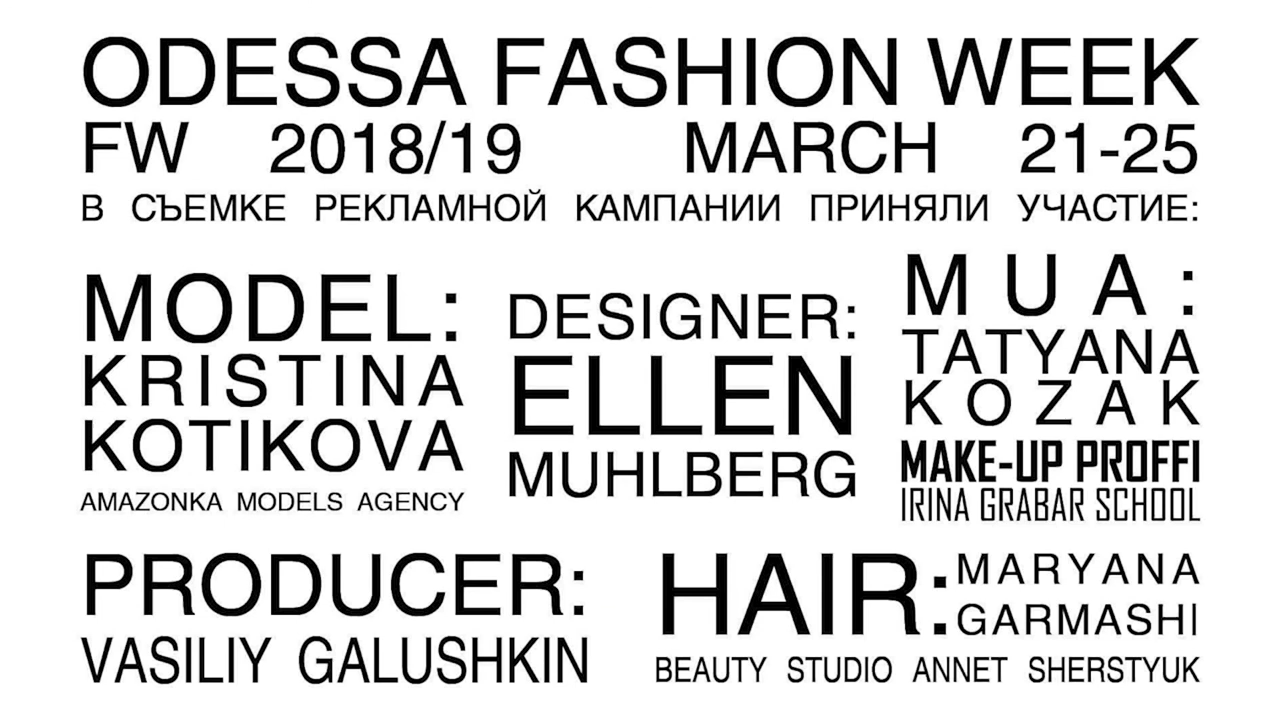 ODESSA FASHION WEEK
FW 2018/19 MARCH 21-25
В СЪЕМКЕ РЕКЛАМНОЙ КАМПАНИИ ПРИНЯЛИ УЧАСТИЕ:
MODEL:
KRISTINA
KOTIKOVA
AMAZONKA MODELS AGENCY
DESIGNER:
ELLEN
MUHLBERG
MUA:
TATYANA
KOZAK
MAKE-UP PROFFI
IRINA GRABAR SCHOOL
PRODUCER:
VASILIY GALUSHKIN
HAIR:
MARYANA
GARMASHI
BEAUTY STUDIO ANNET SHERSTYUK